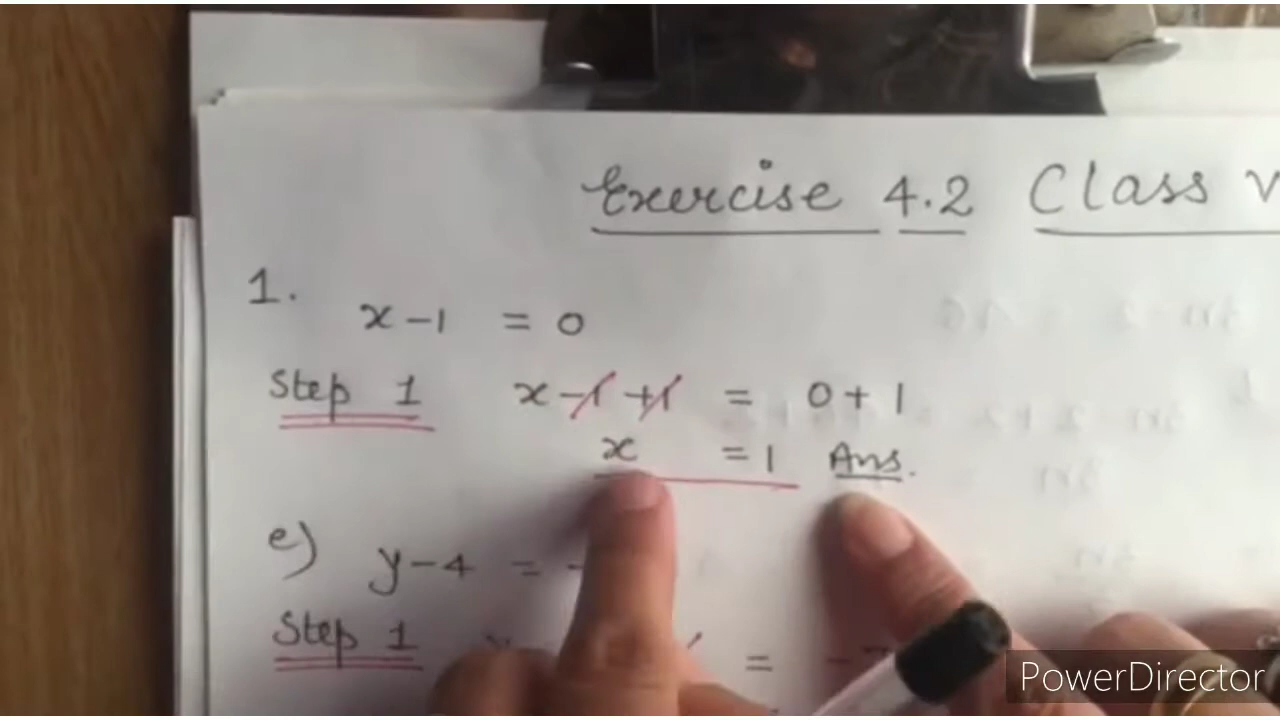 Exercise 4.2 Class
1.
x-1 = 0
Step 1 x-1+1 = 0+1
x = 1 Ans.
e) y-4 =
Step 1 =
PowerDirector